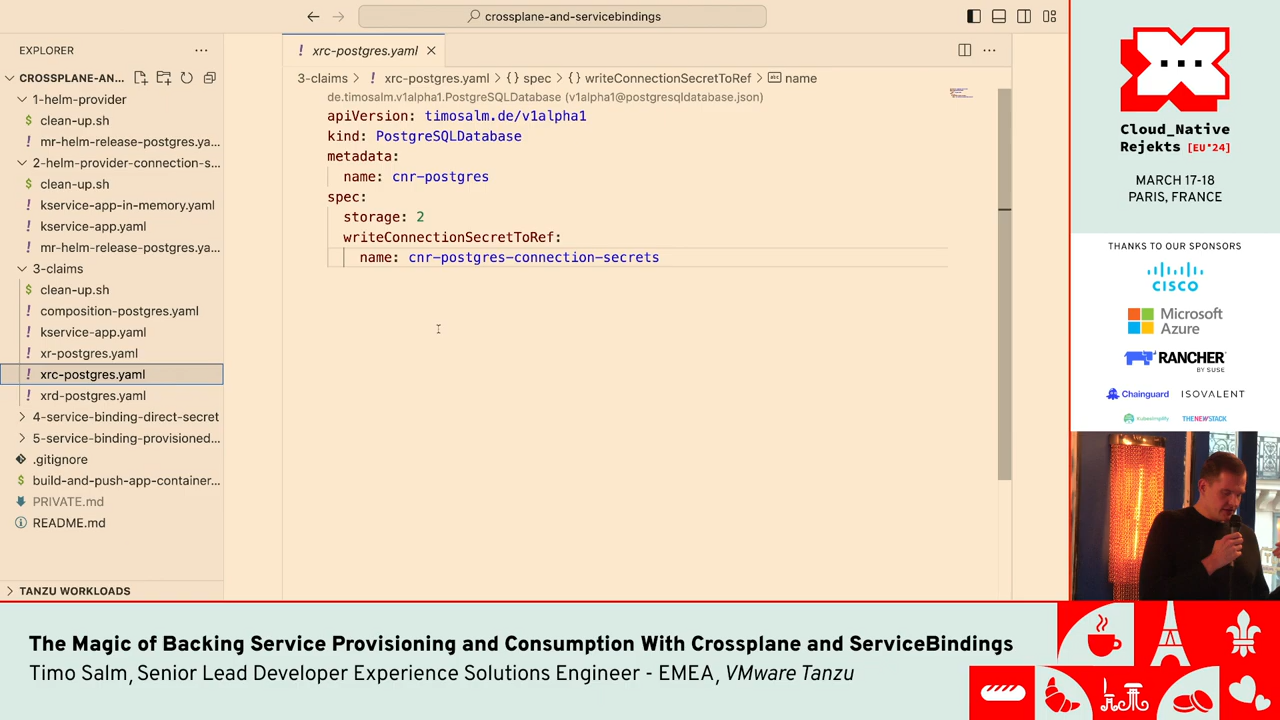 crossplane-and-servicebindings
EXPLORER
CROSSPLANE-AN...
1-helm-provider
$ clean-up.sh
! mr-helm-release-postgres.ya...
2-helm-provider-connection-s...
$ clean-up.sh
! kservice-app-in-memory.yaml
! kservice-app.yaml
! mr-helm-release-postgres.ya...
3-claims
$ clean-up.sh
! composition-postgres.yaml
! kservice-app.yaml
! xr-postgres.yaml
! xrc-postgres.yaml
! xrd-postgres.yaml
4-service-binding-direct-secret
5-service-binding-provisioned...
.gitignore
$ build-and-push-app-container...
PRIVATE.md
README.md
TANZU WORKLOADS
! xrc-postgres.yaml
3-claims > ! xrc-postgres.yaml > {} spec > {} writeConnectionSecretToRef > abc name
de.timosalm.v1alpha1.PostgreSQLDatabase (v1alpha1@postgresqldatabase.json)
apiVersion: timosalm.de/v1alpha1
kind: PostgreSQLDatabase
metadata:
name: cnr-postgres
spec:
storage: 2
writeConnectionSecretToRef:
name: cnr-postgres-connection-secrets
Cloud_Native
Rejekts [EU*24]
MARCH 17-18
PARIS, FRANCE
THANKS TO OUR SPONSORS
CISCO
Microsoft
Azure
RANCHER
BY SUSE
Chainguard
ISOVALENT
kubesimplify
THENEWSTACK
The Magic of Backing Service Provisioning and Consumption With Crossplane and ServiceBindings
Timo Salm, Senior Lead Developer Experience Solutions Engineer - EMEA, VMware Tanzu